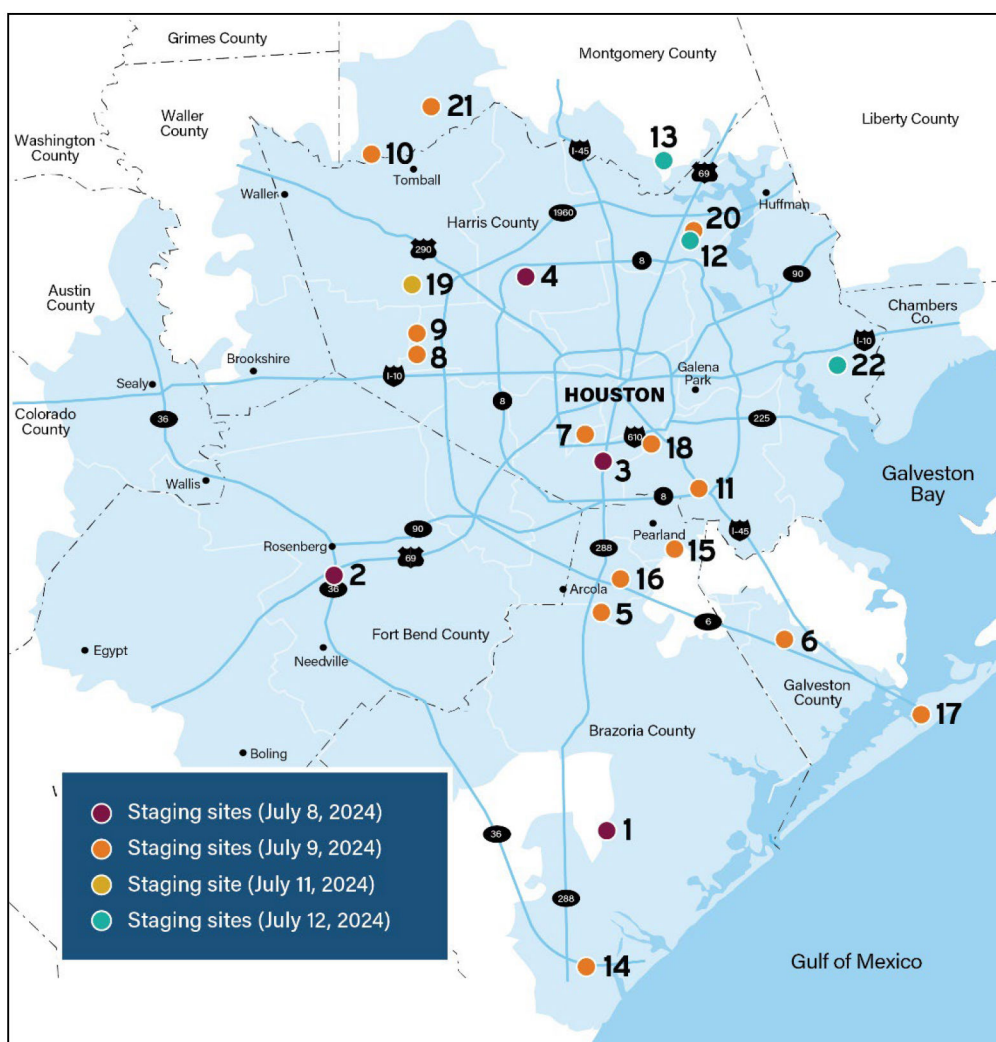 Grimes County
Montgomery County
Washington
County
Waller
County
Liberty County
21
10
Tomball
I-45
13
69
Waller
Huffman
Harris County
1960
20
12
290
8
90
19
4
Austin
County
Chambers
Co.
9
8
I-10
22
Brookshire
I-10
Galena
Park
Sealy
HOUSTON
8
Colorado
County
36
225
7
610
18
3
Galveston
Bay
Wallis
11
8
90
Pearland
I-45
Rosenberg
69
288
15
2
36
16
Arcola
5
6
Fort Bend County
6
Egypt
Needville
Galveston
County
17
Brazoria County
Boling
Staging sites (July 8, 2024)
Staging sites (July 9, 2024)
Staging site (July 11, 2024)
Staging sites (July 12, 2024)
36
1
288
14
Gulf of Mexico